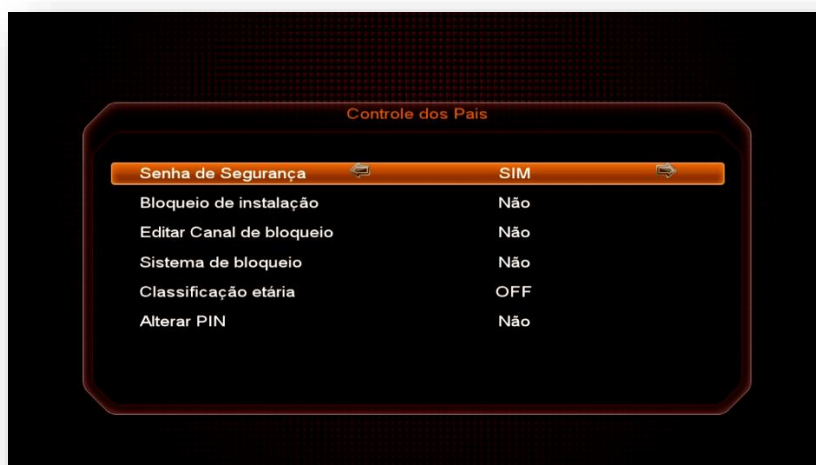 Controle dos Pais
Senha de Segurança SIM
Bloqueio de instalação Não
Editar Canal de bloqueio Não
Sistema de bloqueio Não
Classificação etária OFF
Alterar PIN Não